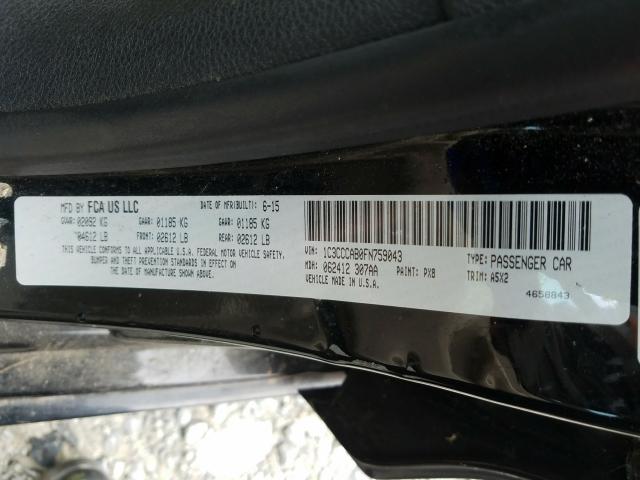 MFD BY FCA US LLC DATE OF MFR(BUILT): 6-15
GVWR: 02092 KG GAWR: 01185 KG GAWR: 01185 KG
04612 LB FRONT: 02612 LB REAR: 02612 LB
THIS VEHICLE CONFORMS TO ALL APPLICABLE U.S.A. FEDERAL MOTOR VEHICLE SAFETY,
BUMPER AND THEFT PREVENTION STANDARDS IN EFFECT
ON THE DATE OF MANUFACTURE SHOWN ABOVE.
VIN: 1C3CCCAB0FN759043 TYPE: PASSENGER CAR
MDH: 062412 307AA PAINT: PX8 TRIM: A5X2
VEHICLE MADE IN U.S.A. 4658843